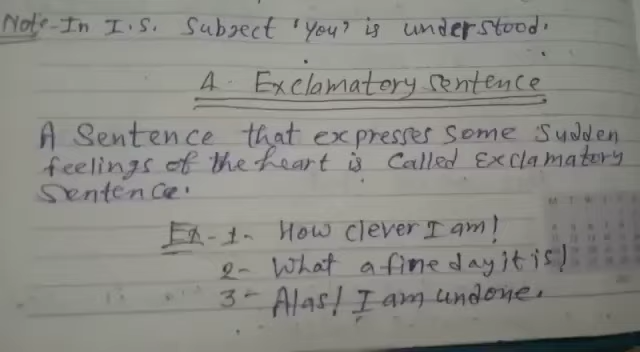 Note-In I.S. Subject 'You' is understood.
4. Exclamatory sentence
A Sentence that expresses some sudden
feelings of the heart is called Exclamatory
Sentence.
Ex-1- How clever I am!
2- What a fine day it is!
3- Alas! I am undone.